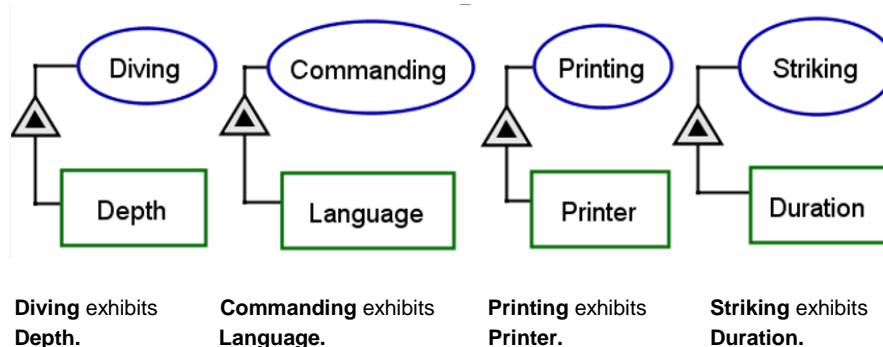 Diving Commanding Printing Striking
Depth Language Printer Duration
Diving exhibits Commanding exhibits Printing exhibits Striking exhibits
Depth. Language. Printer. Duration.